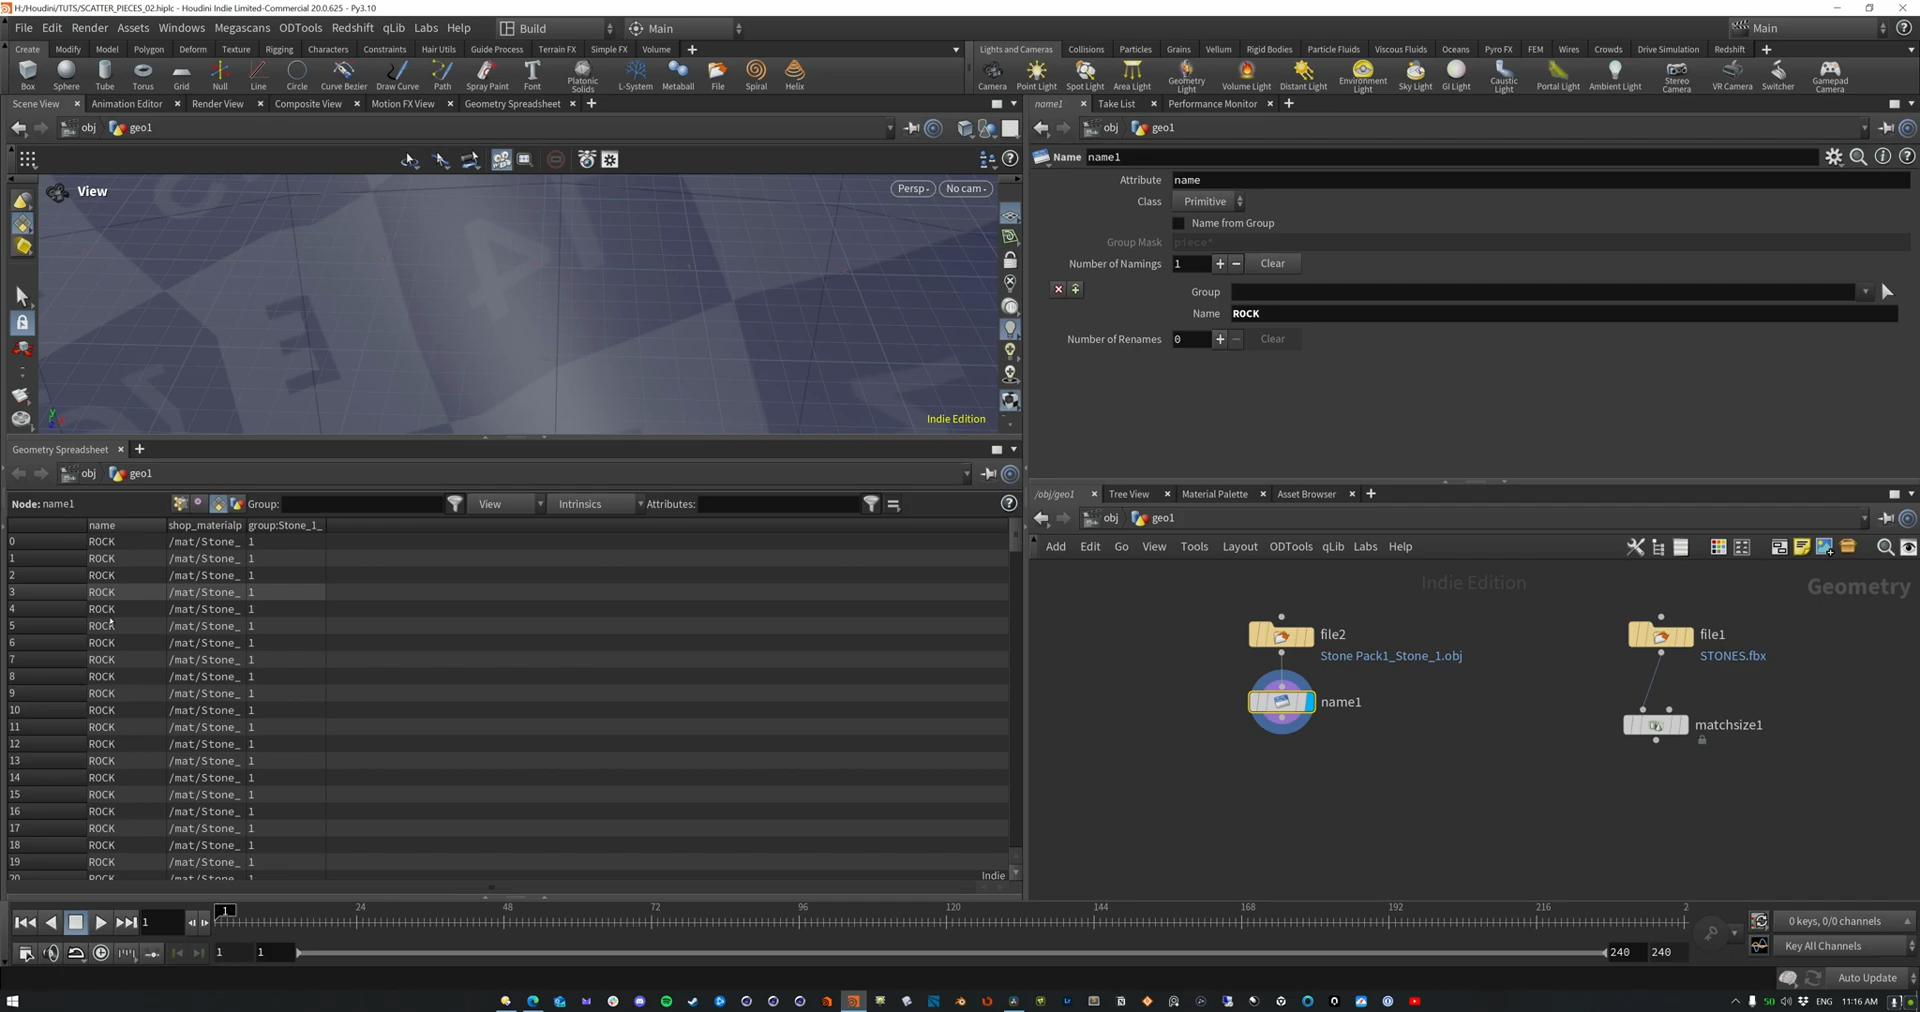 H:/Houdini/TUTS/SCATTER_PIECES_02.hiplc - Houdini Indie Limited-Commercial 20.0.625 - Py3.10
File Edit Render Assets Windows Megascans ODTools Redshift qLib Labs Help Build Main Main
Create Modify Model Polygon Deform Texture Rigging Characters Constraints Hair Utils Guide Process Terrain FX Simple FX Volume
Lights and Cameras Collisions Particles Grains Vellum Rigid Bodies Particle Fluids Viscous Fluids Oceans Pyro FX FEM Wires Crowds Drive Simulation Redshift
Box Sphere Tube Torus Grid Null Line Circle Curve Bezier Draw Curve Path Spray Paint Font Platonic Solids L-System Metaball File Spiral Helix
Camera Point Light Spot Light Area Light Geometry Light Volume Light Distant Light Environment Light Sky Light GI Light Caustic Light Portal Light Ambient Light Stereo Camera VR Camera Switcher Gamepad Camera
Scene View Animation Editor Render View Composite View Motion FX View Geometry Spreadsheet
name1 Take List Performance Monitor
obj geo1
obj geo1
Name name1
View Persp No cam
Attribute name
Class Primitive
Name from Group
Group Mask piece*
Number of Namings 1 Clear
Group
Name ROCK
Number of Renames 0 Clear
Indie Edition
Geometry Spreadsheet
obj geo1
Node: name1 Group: View Intrinsics Attributes:
name shop_materialp group:Stone_1_
0 ROCK /mat/Stone_ 1
1 ROCK /mat/Stone_ 1
2 ROCK /mat/Stone_ 1
3 ROCK /mat/Stone_ 1
4 ROCK /mat/Stone_ 1
5 ROCK /mat/Stone_ 1
6 ROCK /mat/Stone_ 1
7 ROCK /mat/Stone_ 1
8 ROCK /mat/Stone_ 1
9 ROCK /mat/Stone_ 1
10 ROCK /mat/Stone_ 1
11 ROCK /mat/Stone_ 1
12 ROCK /mat/Stone_ 1
13 ROCK /mat/Stone_ 1
14 ROCK /mat/Stone_ 1
15 ROCK /mat/Stone_ 1
16 ROCK /mat/Stone_ 1
17 ROCK /mat/Stone_ 1
18 ROCK /mat/Stone_ 1
19 ROCK /mat/Stone_ 1
20 ROCK /mat/Stone_ 1
Indie
/obj/geo1 Tree View Material Palette Asset Browser
obj geo1
Add Edit Go View Tools Layout ODTools qLib Labs Help
Indie Edition Geometry
file2
Stone Pack1_Stone_1.obj
name1
file1
STONES.fbx
matchsize1
1 1 24 48 72 96 120 144 168 192 216 2
0 keys, 0/0 channels
1 1 240 240 Key All Channels
Auto Update
50 ENG 11:16 AM